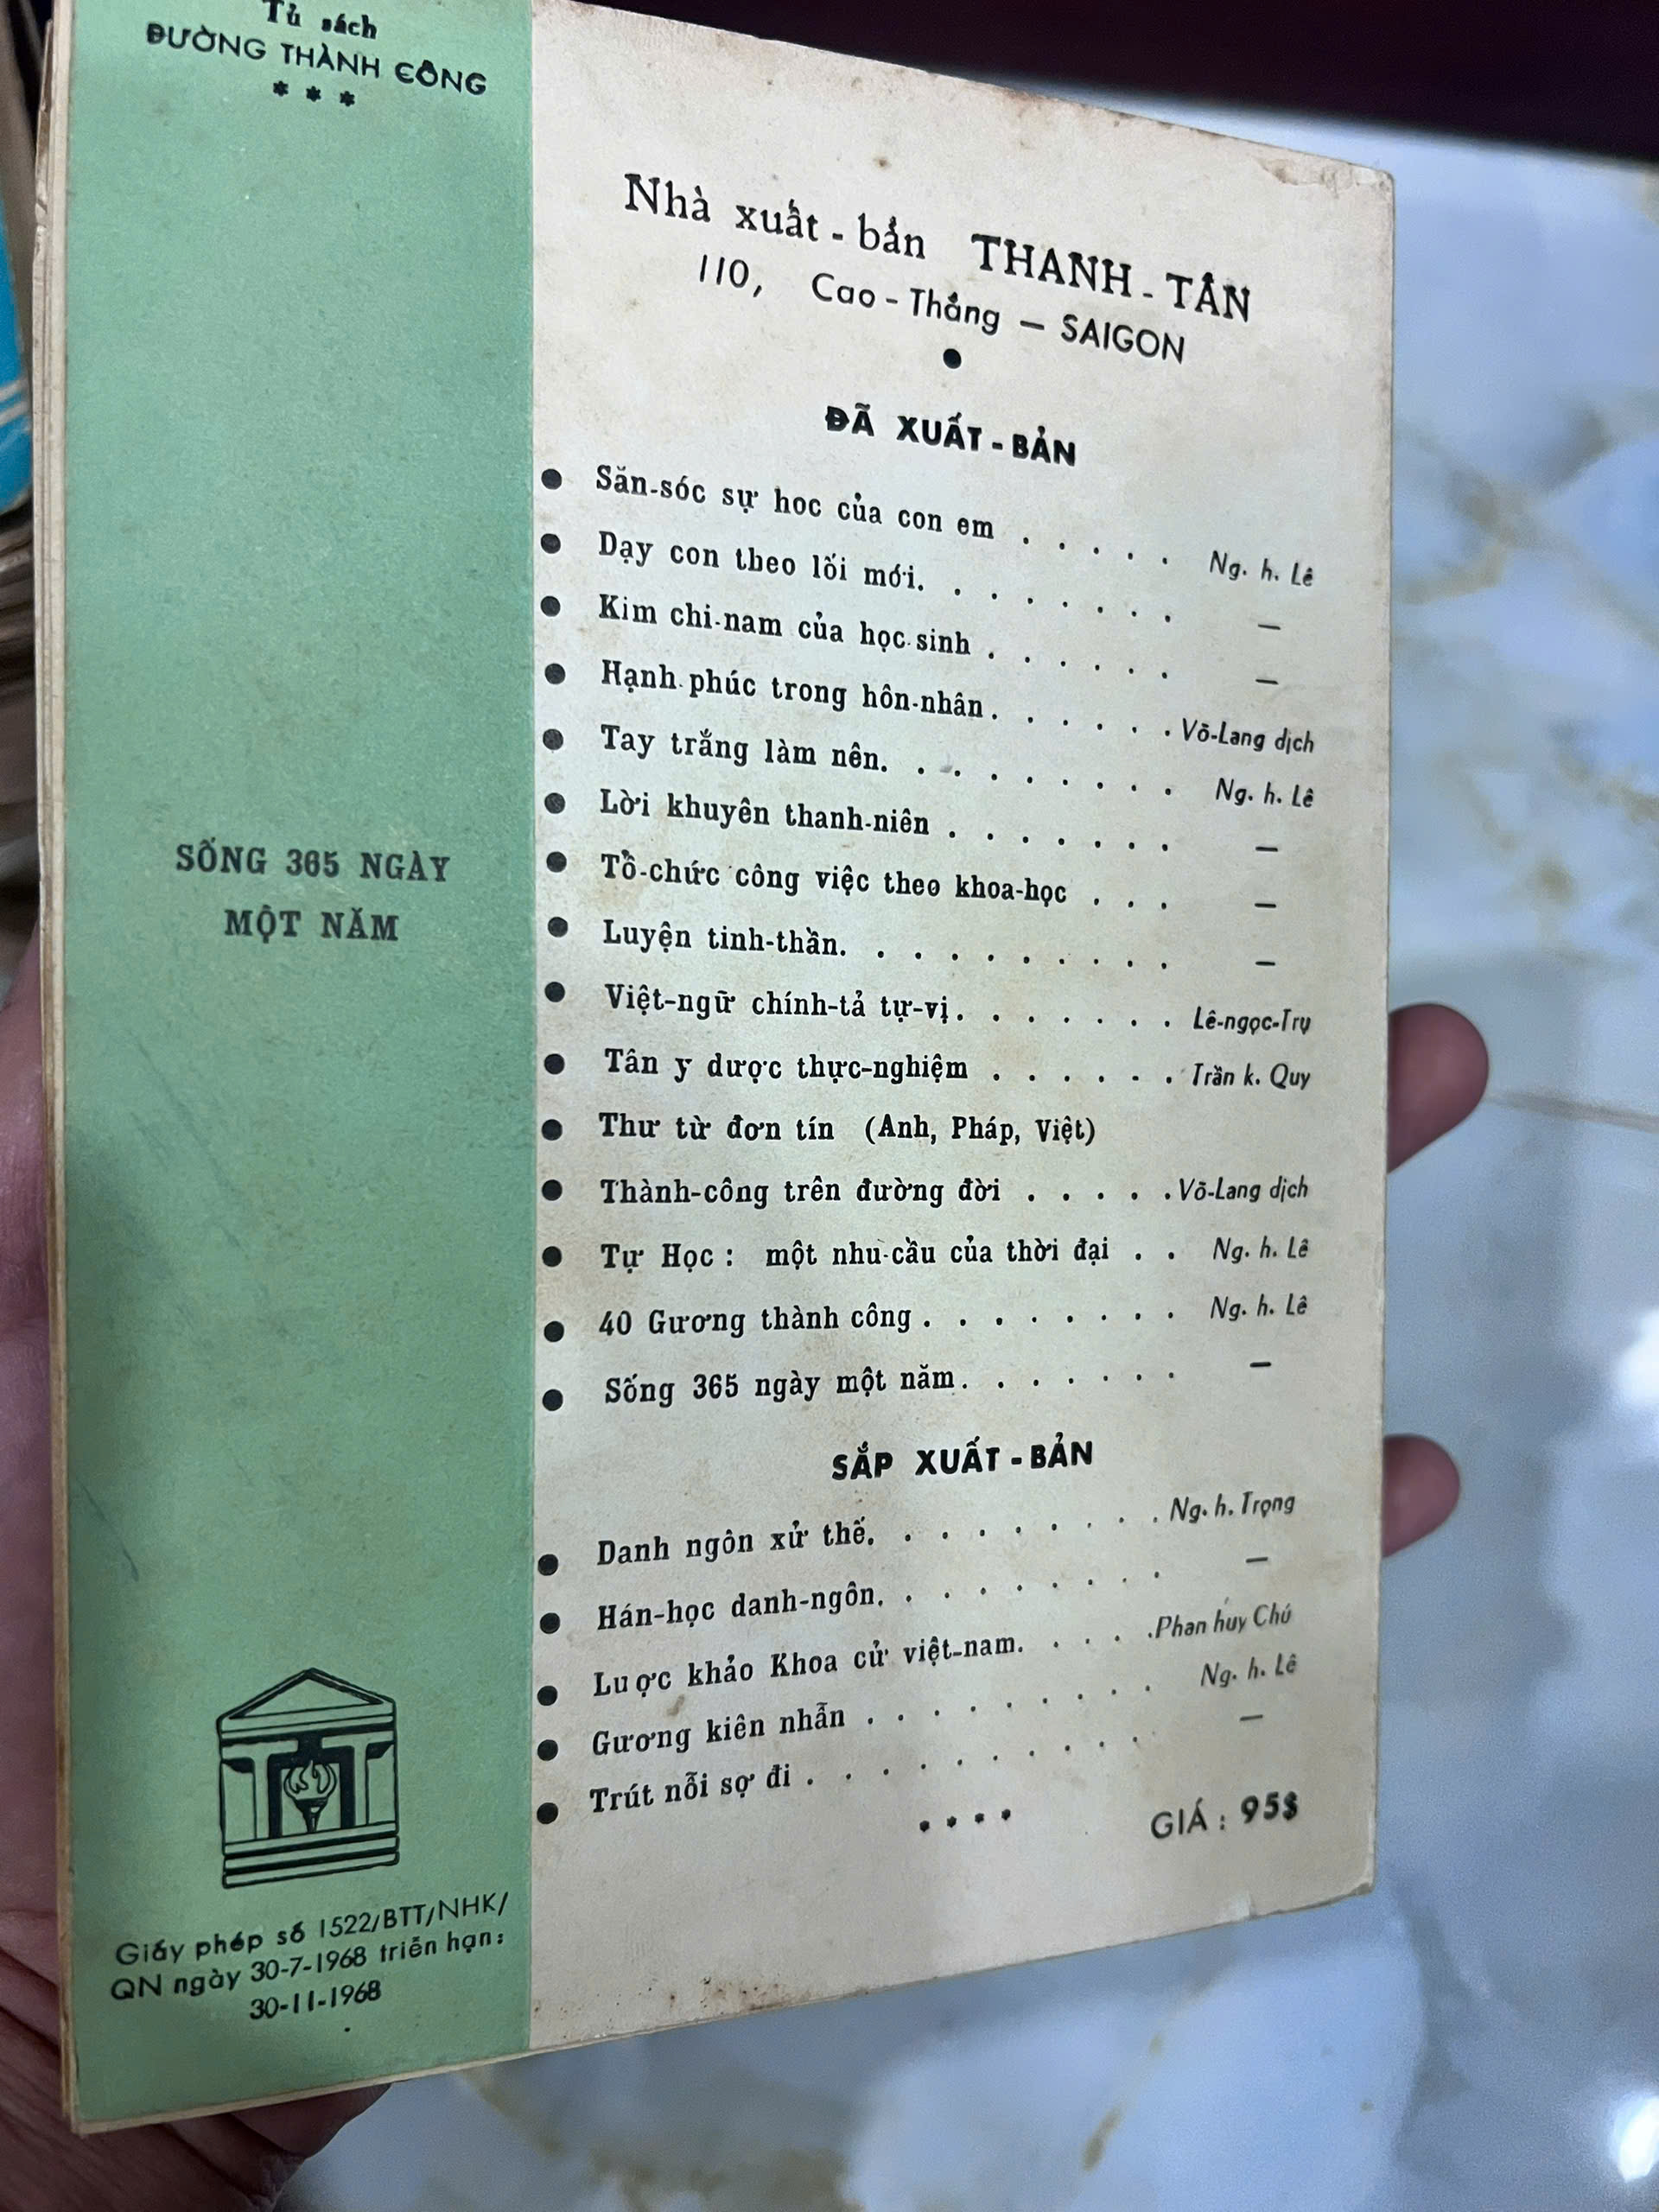 Tủ sách
ĐƯỜNG THÀNH CÔNG
* * *
SỐNG 365 NGÀY
MỘT NĂM
Giấy phép số 1522/BTT/NHK/
QN ngày 30-7-1968 triển hạn:
30-11-1968
Nhà xuất-bản THANH-TÂN
110, Cao-Thắng — SAIGON
●
ĐÃ XUẤT-BẢN
● Săn-sóc sự học của con em . . . . . Ng. h. Lê
● Dạy con theo lối mới. . . . . . . . —
● Kim chi-nam của học-sinh . . . . . . —
● Hạnh-phúc trong hôn-nhân. . . . . . Võ-Lang dịch
● Tay trắng làm nên. . . . . . . . . Ng. h. Lê
● Lời khuyên thanh-niên . . . . . . . —
● Tổ-chức công việc theo khoa-học . . . —
● Luyện tinh-thần. . . . . . . . . . —
● Việt-ngữ chính-tả tự-vị. . . . . . . Lê-ngọc-Trụ
● Tân y dược thực-nghiệm . . . . . . Trần k. Quy
● Thư từ đơn tín (Anh, Pháp, Việt)
● Thành-công trên đường đời . . . . . Võ-Lang dịch
● Tự Học : một nhu-cầu của thời đại . . Ng. h. Lê
● 40 Gương thành công . . . . . . . . Ng. h. Lê
● Sống 365 ngày một năm. . . . . . . —
SẮP XUẤT-BẢN
● Danh ngôn xử thế. . . . . . . . . Ng. h. Trọng
● Hán-học danh-ngôn. . . . . . . . . —
● Lược khảo Khoa cử việt-nam. . . . . Phan huy Chú
● Gương kiên nhẫn . . . . . . . . . Ng. h. Lê
● Trút nỗi sợ đi . . . . . . . . . . —
* * * *
GIÁ : 95$